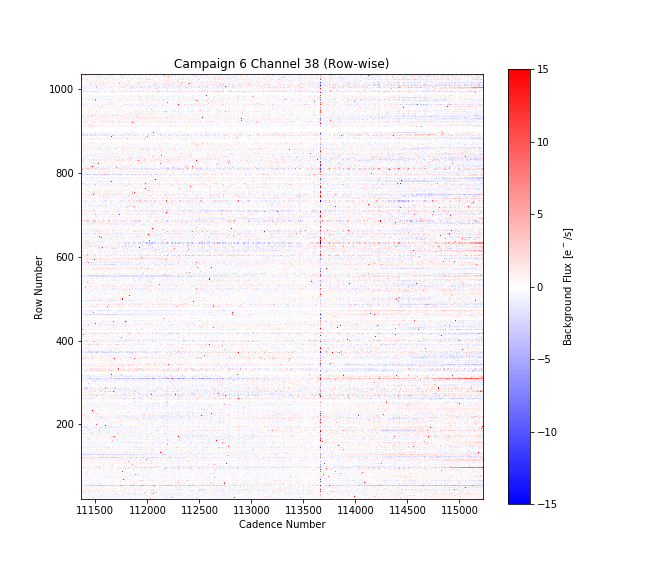 Campaign 6 Channel 38 (Row-wise)
1000
800
600
400
200
Row Number
111500 112000 112500 113000 113500 114000 114500 115000
Cadence Number
15
10
5
0
−5
−10
−15
Background Flux [e⁻/s]